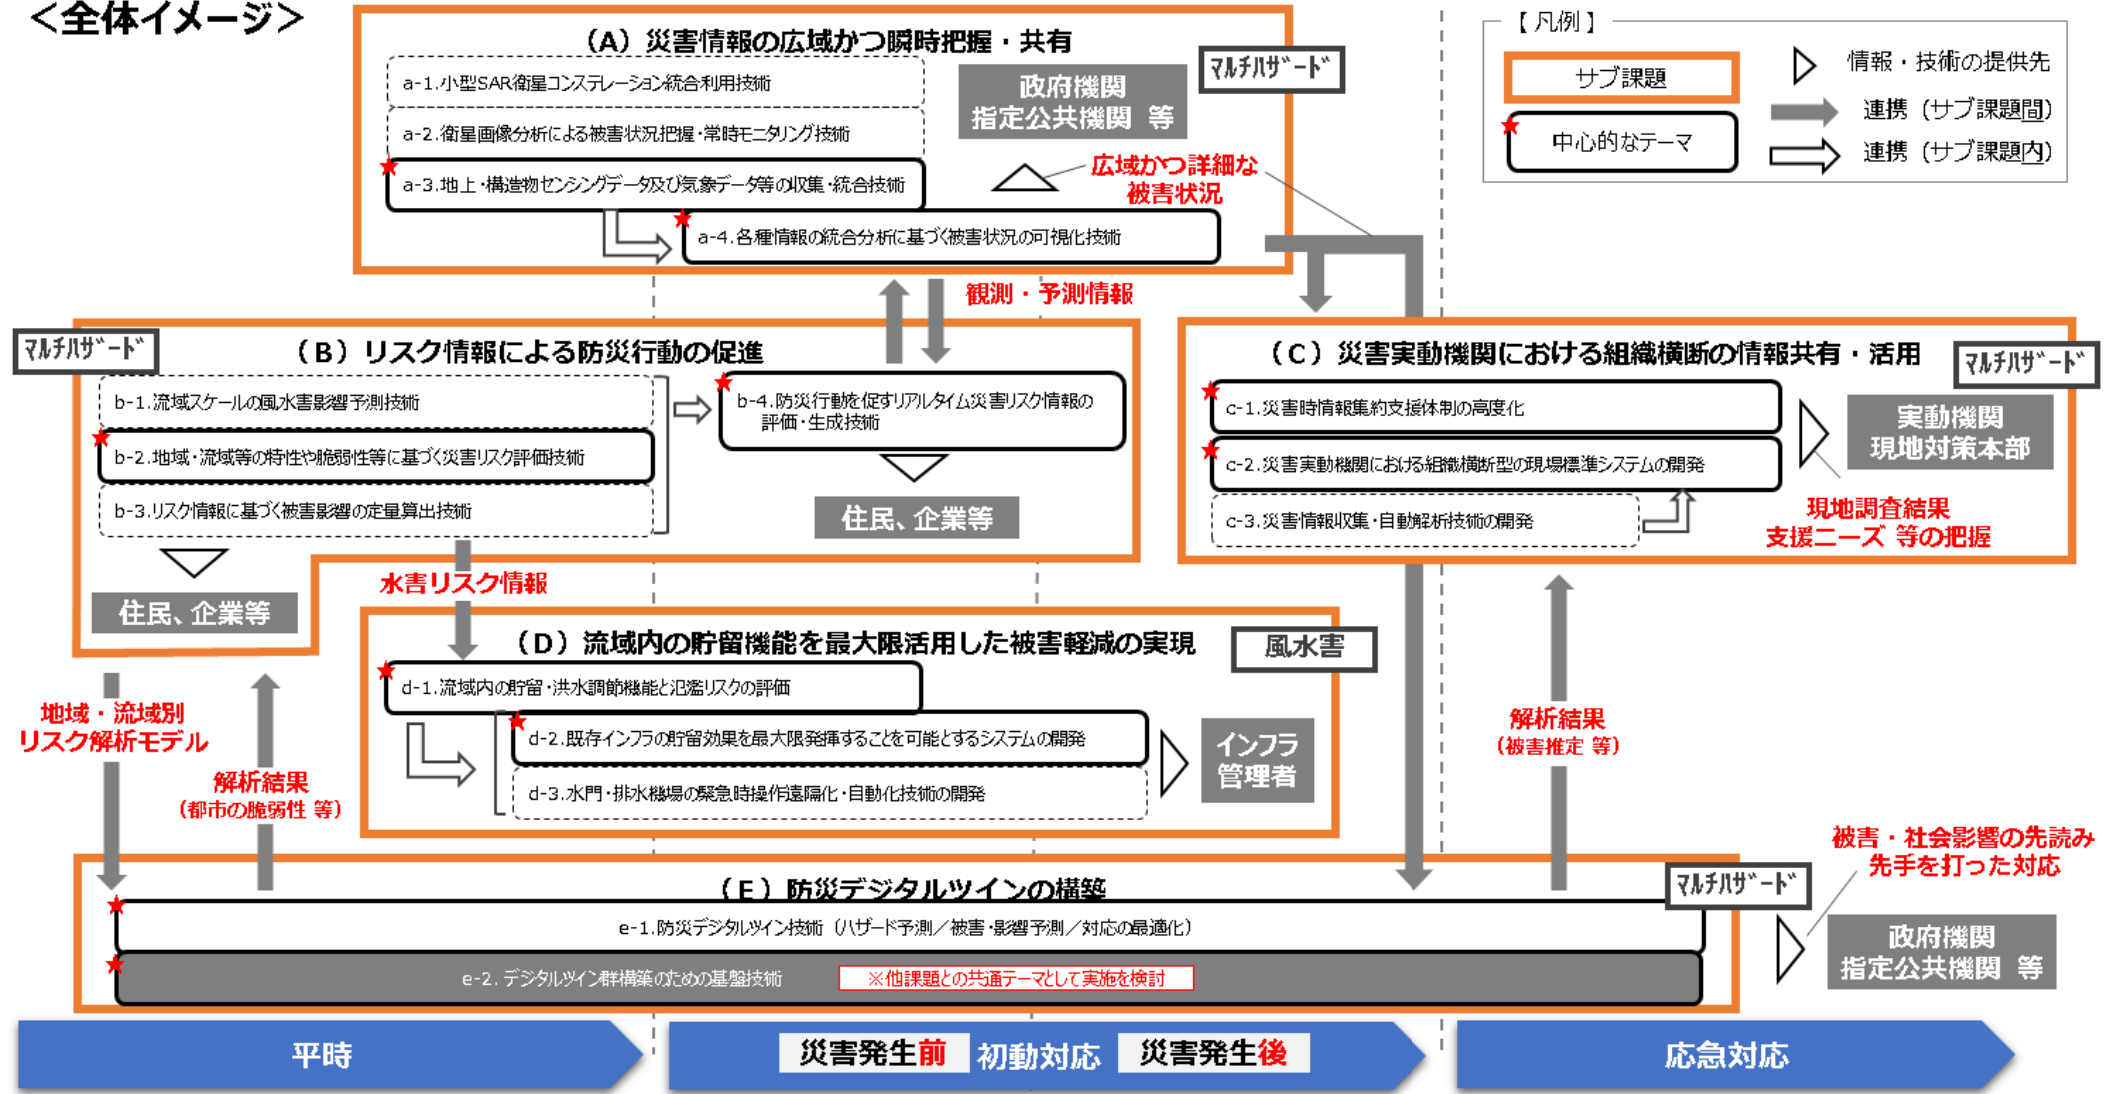 ＜全体イメージ＞
（A）災害情報の広域かつ瞬時把握・共有
ﾏﾙﾁﾊｻﾞｰﾄﾞ
a-1.小型SAR衛星コンステレーション統合利用技術
a-2.衛星画像分析による被害状況把握・常時モニタリング技術
a-3.地上・構造物センシングデータ及び気象データ等の収集・統合技術
a-4.各種情報の統合分析に基づく被害状況の可視化技術
政府機関
指定公共機関 等
広域かつ詳細な
被害状況
【 凡例 】
サブ課題
中心的なテーマ
情報・技術の提供先
連携（サブ課題間）
連携（サブ課題内）
観測・予測情報
ﾏﾙﾁﾊｻﾞｰﾄﾞ
（B）リスク情報による防災行動の促進
b-1.流域スケールの風水害影響予測技術
b-2.地域・流域等の特性や脆弱性等に基づく災害リスク評価技術
b-3.リスク情報に基づく被害影響の定量算出技術
b-4.防災行動を促すリアルタイム災害リスク情報の
評価・生成技術
住民、企業等
住民、企業等
（C）災害実動機関における組織横断の情報共有・活用
ﾏﾙﾁﾊｻﾞｰﾄﾞ
c-1.災害時情報集約支援体制の高度化
c-2.災害実動機関における組織横断型の現場標準システムの開発
c-3.災害情報収集・自動解析技術の開発
実動機関
現地対策本部
現地調査結果
支援ニーズ 等の把握
水害リスク情報
（D）流域内の貯留機能を最大限活用した被害軽減の実現
風水害
d-1.流域内の貯留・洪水調節機能と氾濫リスクの評価
d-2.既存インフラの貯留効果を最大限発揮することを可能とするシステムの開発
d-3.水門・排水機場の緊急時操作遠隔化・自動化技術の開発
インフラ
管理者
地域・流域別
リスク解析モデル
解析結果
（都市の脆弱性 等）
解析結果
（被害推定 等）
被害・社会影響の先読み
先手を打った対応
（E）防災デジタルツインの構築
ﾏﾙﾁﾊｻﾞｰﾄﾞ
e-1.防災デジタルツイン技術（ハザード予測／被害・影響予測／対応の最適化）
e-2.デジタルツイン群構築のための基盤技術
※他課題との共通テーマとして実施を検討
政府機関
指定公共機関 等
平時
災害発生前 初動対応 災害発生後
応急対応